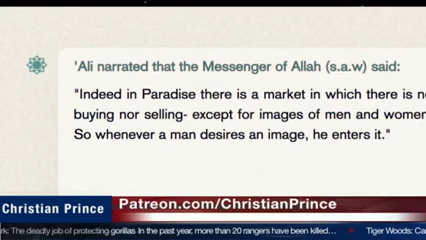 'Ali narrated that the Messenger of Allah (s.a.w) said:
"Indeed in Paradise there is a market in which there is
buying nor selling- except for images of men and women
So whenever a man desires an image, he enters it."
Christian Prince
Patreon.com/ChristianPrince
rk: The deadly job of protecting gorillas In the past year, more than 20 rangers have been killed...
Tiger Woods: Ca